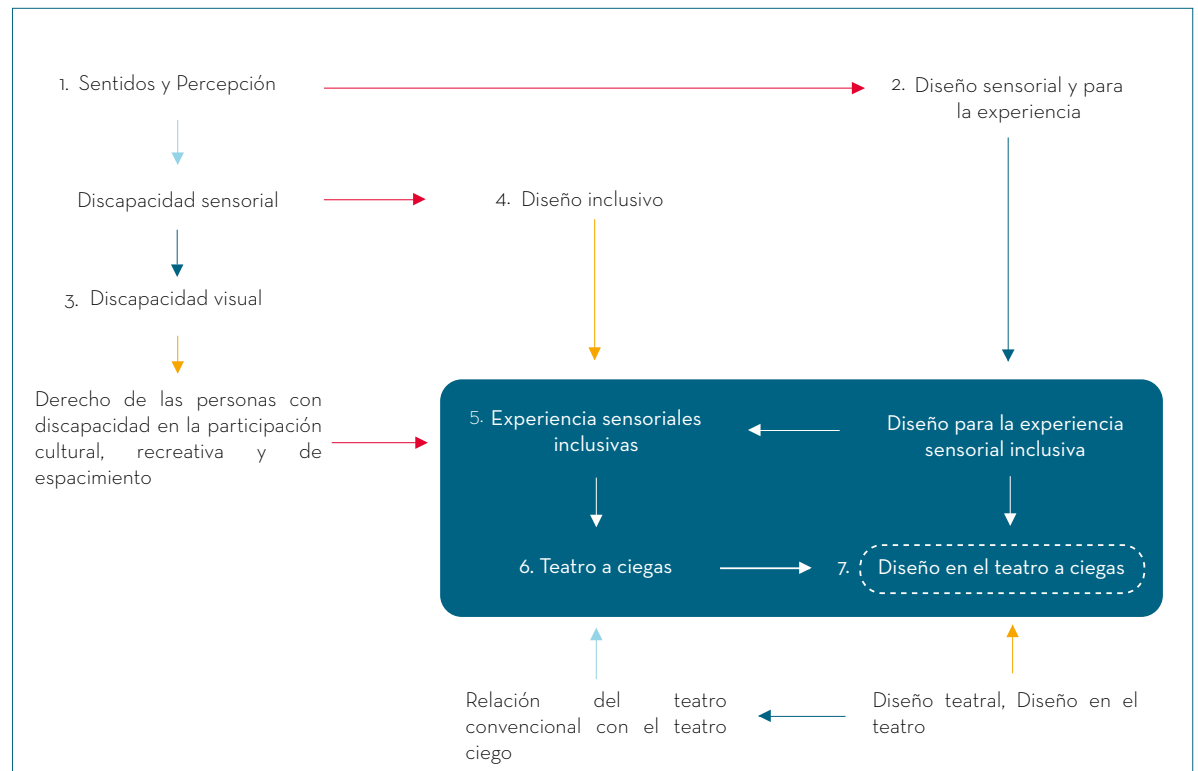 1. Sentidos y Percepción
2. Diseño sensorial y para
la experiencia
Discapacidad sensorial
4. Diseño inclusivo
3. Discapacidad visual
Derecho de las personas con
discapacidad en la participación
cultural, recreativa y de
espacimiento
5. Experiencia sensoriales
inclusivas
Diseño para la experiencia
sensorial inclusiva
6. Teatro a ciegas
7. Diseño en el teatro a ciegas
Relación del teatro
convencional con el teatro
ciego
Diseño teatral, Diseño en el
teatro